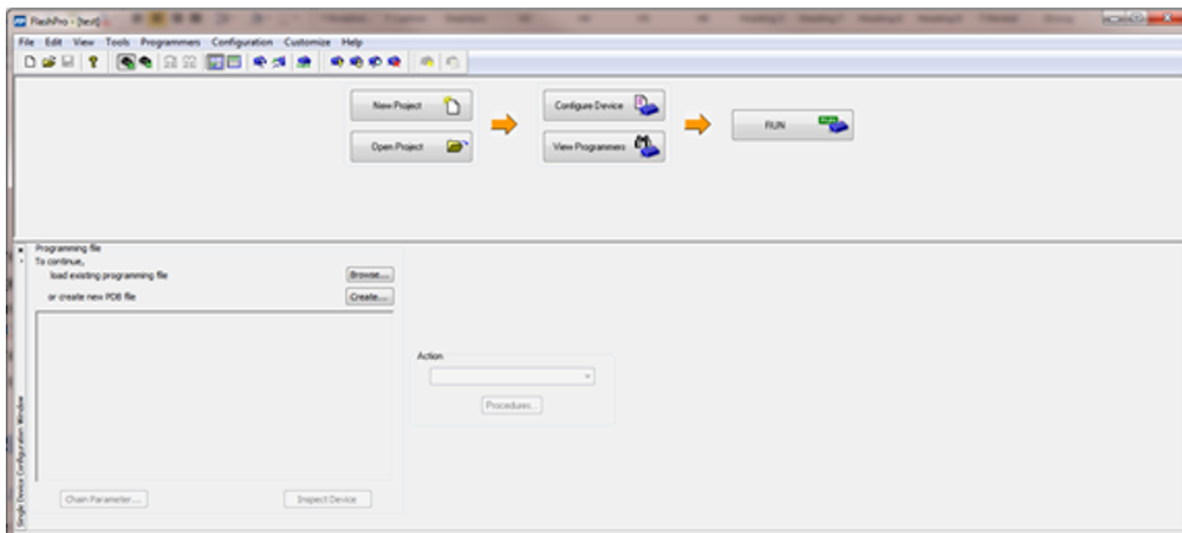 FlashPro - [test]
File Edit View Tools Programmers Configuration Customize Help
New Project
Configure Device
RUN
Open Project
View Programmers
Programming file
To continue,
load existing programming file
Browse...
or create new PDB file
Create...
Action
Procedures...
Chain Parameter...
Inspect Device
Single Device Configuration Window